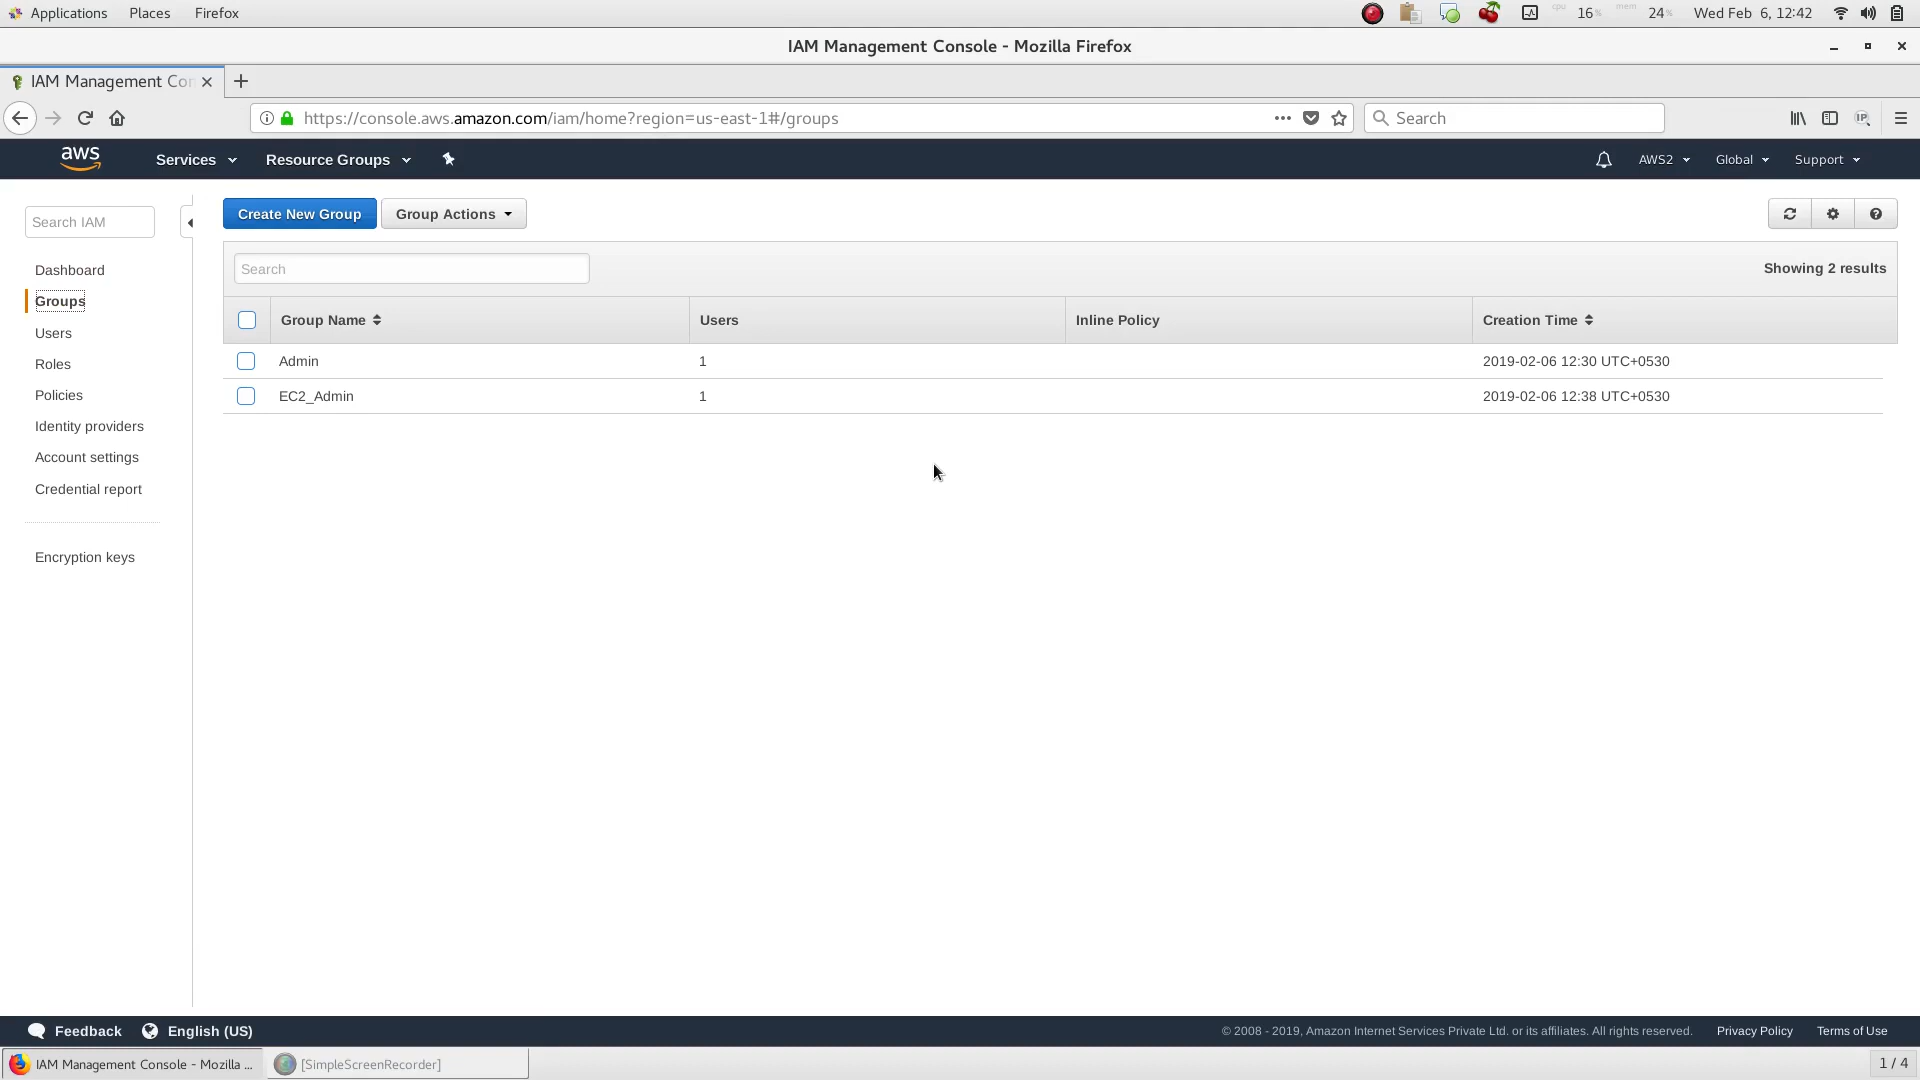 Applications Places Firefox cpu 16% mem 24% Wed Feb 6, 12:42
IAM Management Console - Mozilla Firefox
IAM Management Con
https://console.aws.amazon.com/iam/home?region=us-east-1#/groups Search IP
aws Services Resource Groups AWS2 Global Support
Search IAM
Dashboard
Groups
Users
Roles
Policies
Identity providers
Account settings
Credential report
Encryption keys
Create New Group Group Actions
Search Showing 2 results
Group Name Users Inline Policy Creation Time
Admin 1 2019-02-06 12:30 UTC+0530
EC2_Admin 1 2019-02-06 12:38 UTC+0530
Feedback English (US) © 2008 - 2019, Amazon Internet Services Private Ltd. or its affiliates. All rights reserved. Privacy Policy Terms of Use
IAM Management Console - Mozilla ... [SimpleScreenRecorder] 1 / 4